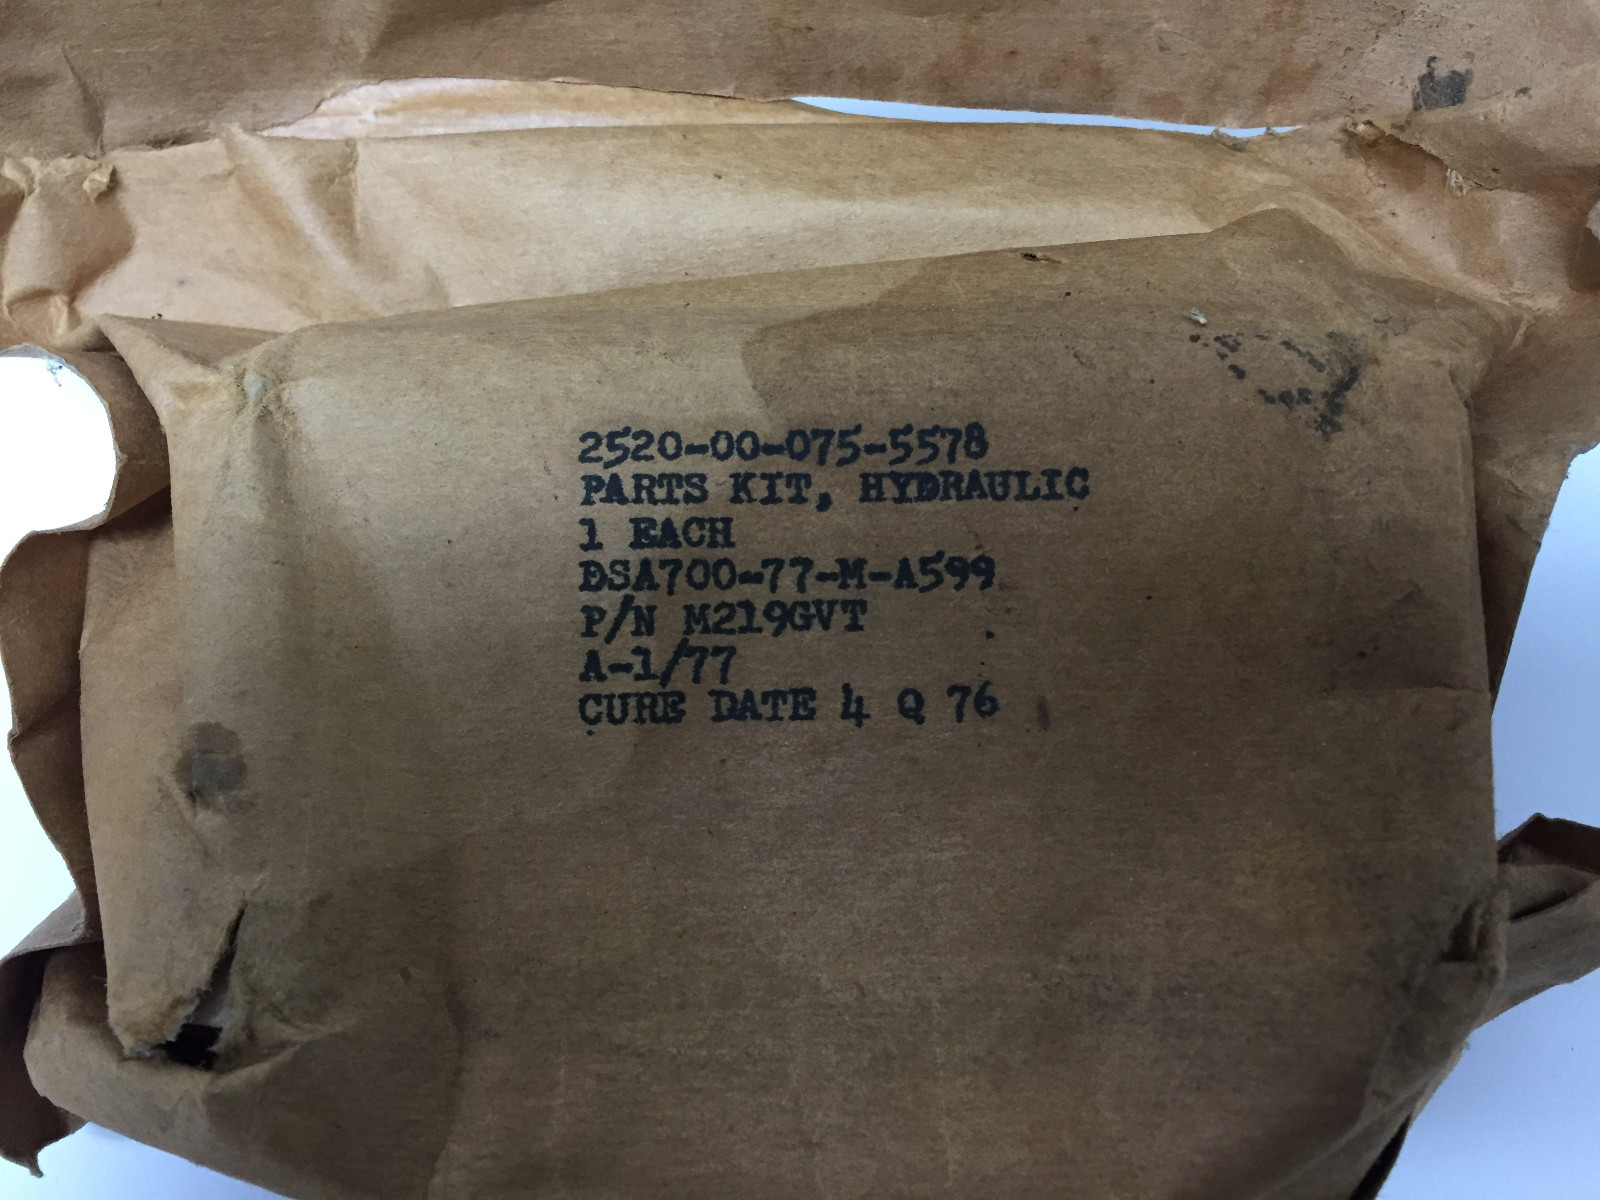 2520-00-075-5578
PARTS KIT, HYDRAULIC
1 EACH
DSA700-77-M-A599
P/N M219GVT
A-1/77
CURE DATE 4 Q 76